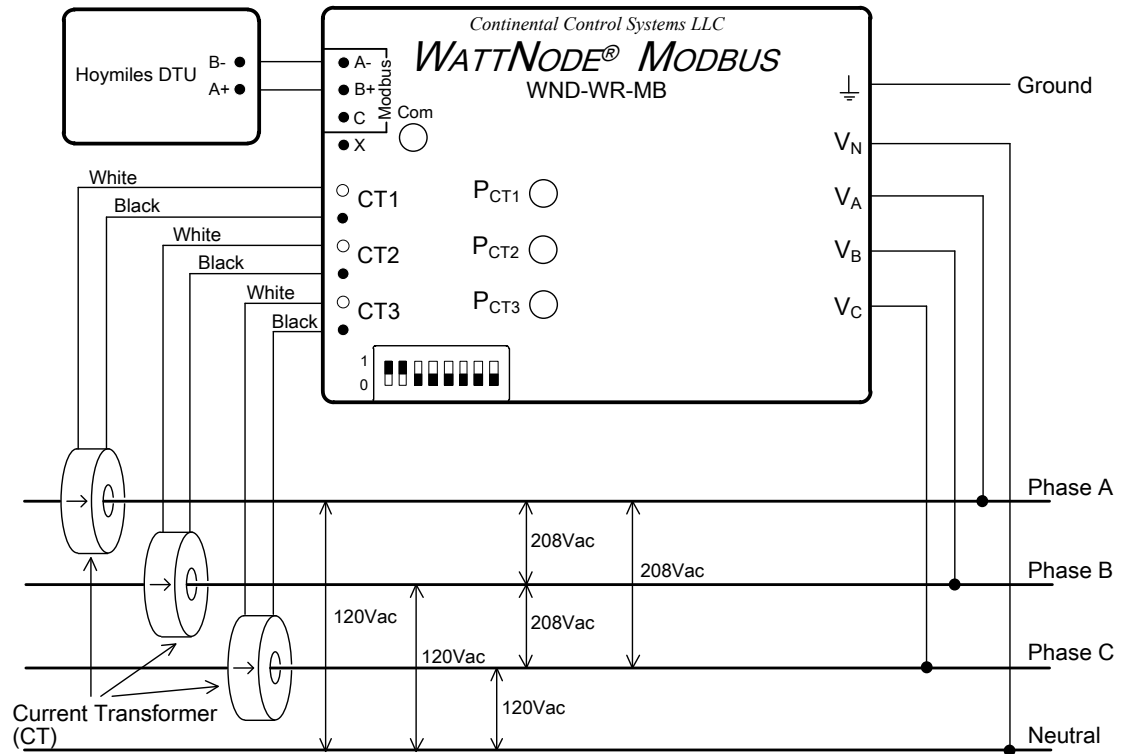 Continental Control Systems LLC
WATTNODE® MODBUS
WND-WR-MB
Hoymiles DTU
B-
A+
A-
B+
C
X
Modbus
Com
Ground
VN
VA
VB
VC
White
Black
CT1
PCT1
White
Black
CT2
PCT2
White
Black
CT3
PCT3
1
0
Phase A
208Vac
208Vac
Phase B
120Vac
208Vac
120Vac
Phase C
120Vac
Current Transformer
(CT)
Neutral